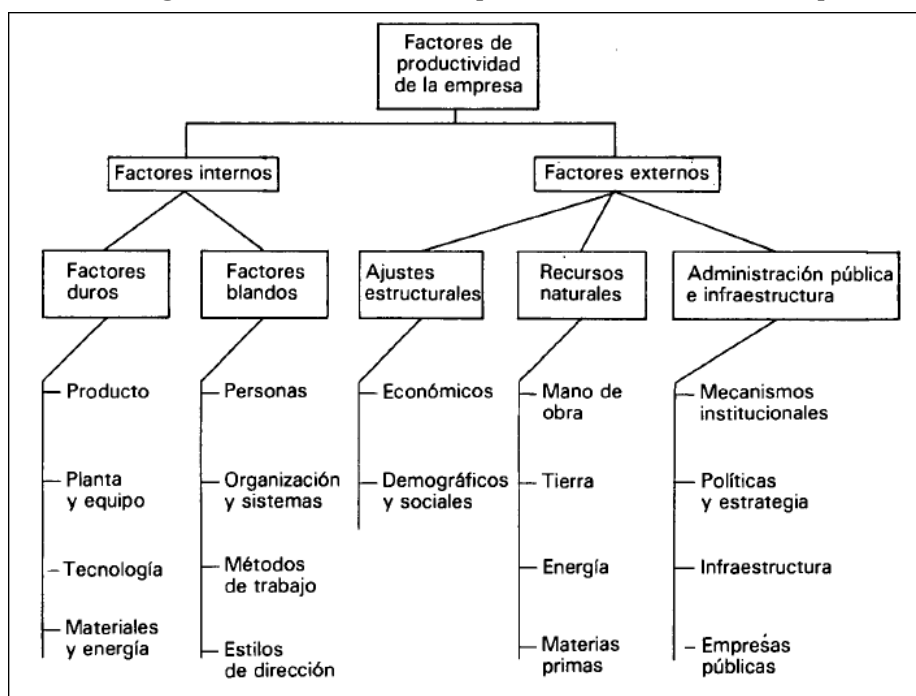 Factores de
productividad
de la empresa
Factores internos
Factores externos
Factores
duros
Factores
blandos
Ajustes
estructurales
Recursos
naturales
Administración pública
e infraestructura
Producto
Planta
y equipo
Tecnología
Materiales
y energía
Personas
Organización
y sistemas
Métodos
de trabajo
Estilos
de dirección
Económicos
Demográficos
y sociales
Mano de
obra
Tierra
Energía
Materias
primas
Mecanismos
institucionales
Políticas
y estrategia
Infraestructura
Empresas
públicas